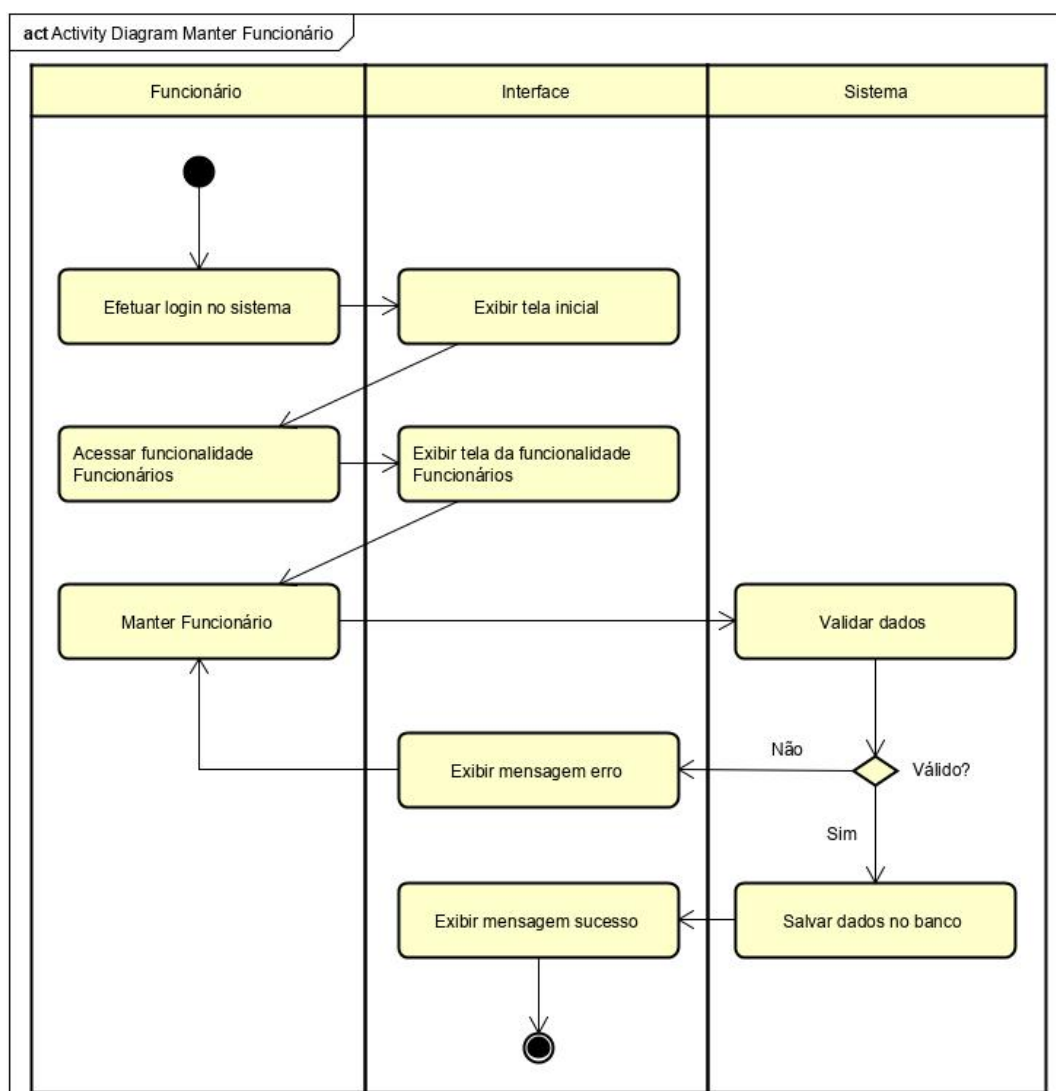 act Activity Diagram Manter Funcionário
Funcionário
Interface
Sistema
Efetuar login no sistema
Exibir tela inicial
Acessar funcionalidade
Funcionários
Exibir tela da funcionalidade
Funcionários
Manter Funcionário
Validar dados
Não
Exibir mensagem erro
Válido?
Sim
Exibir mensagem sucesso
Salvar dados no banco